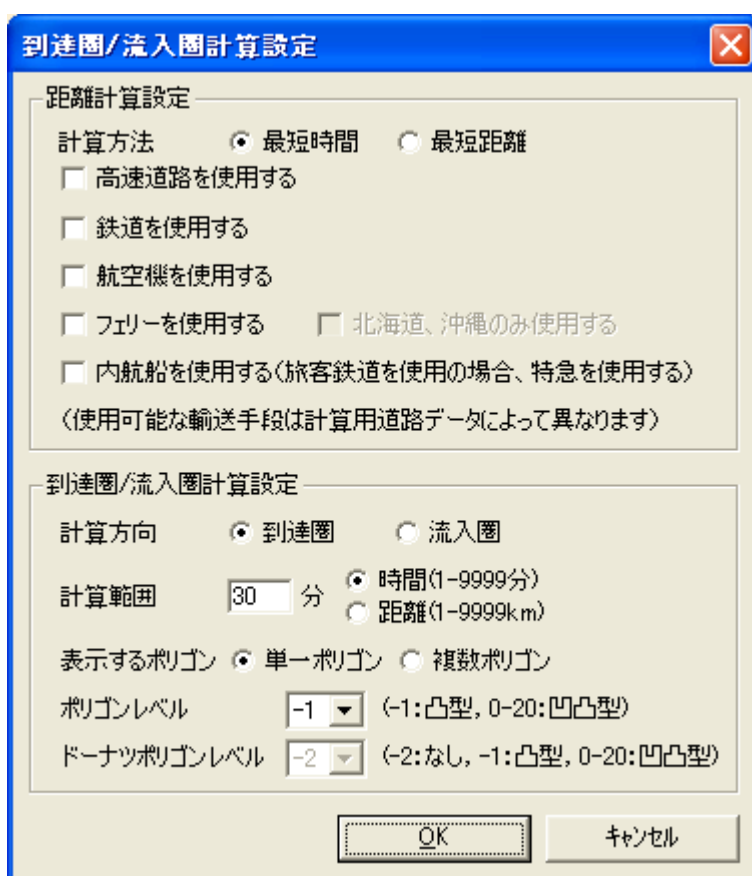 到達圏/流入圏計算設定
距離計算設定
計算方法 最短時間 最短距離
高速道路を使用する
鉄道を使用する
航空機を使用する
フェリーを使用する 北海道、沖縄のみ使用する
内航船を使用する(旅客鉄道を使用の場合、特急を使用する)
(使用可能な輸送手段は計算用道路データによって異なります)
到達圏/流入圏計算設定
計算方向 到達圏 流入圏
計算範囲 30 分 時間(1-9999分)
距離(1-9999km)
表示するポリゴン 単一ポリゴン 複数ポリゴン
ポリゴンレベル -1 (-1:凸型, 0-20:凹凸型)
ドーナツポリゴンレベル -2 (-2:なし, -1:凸型, 0-20:凹凸型)
OK キャンセル